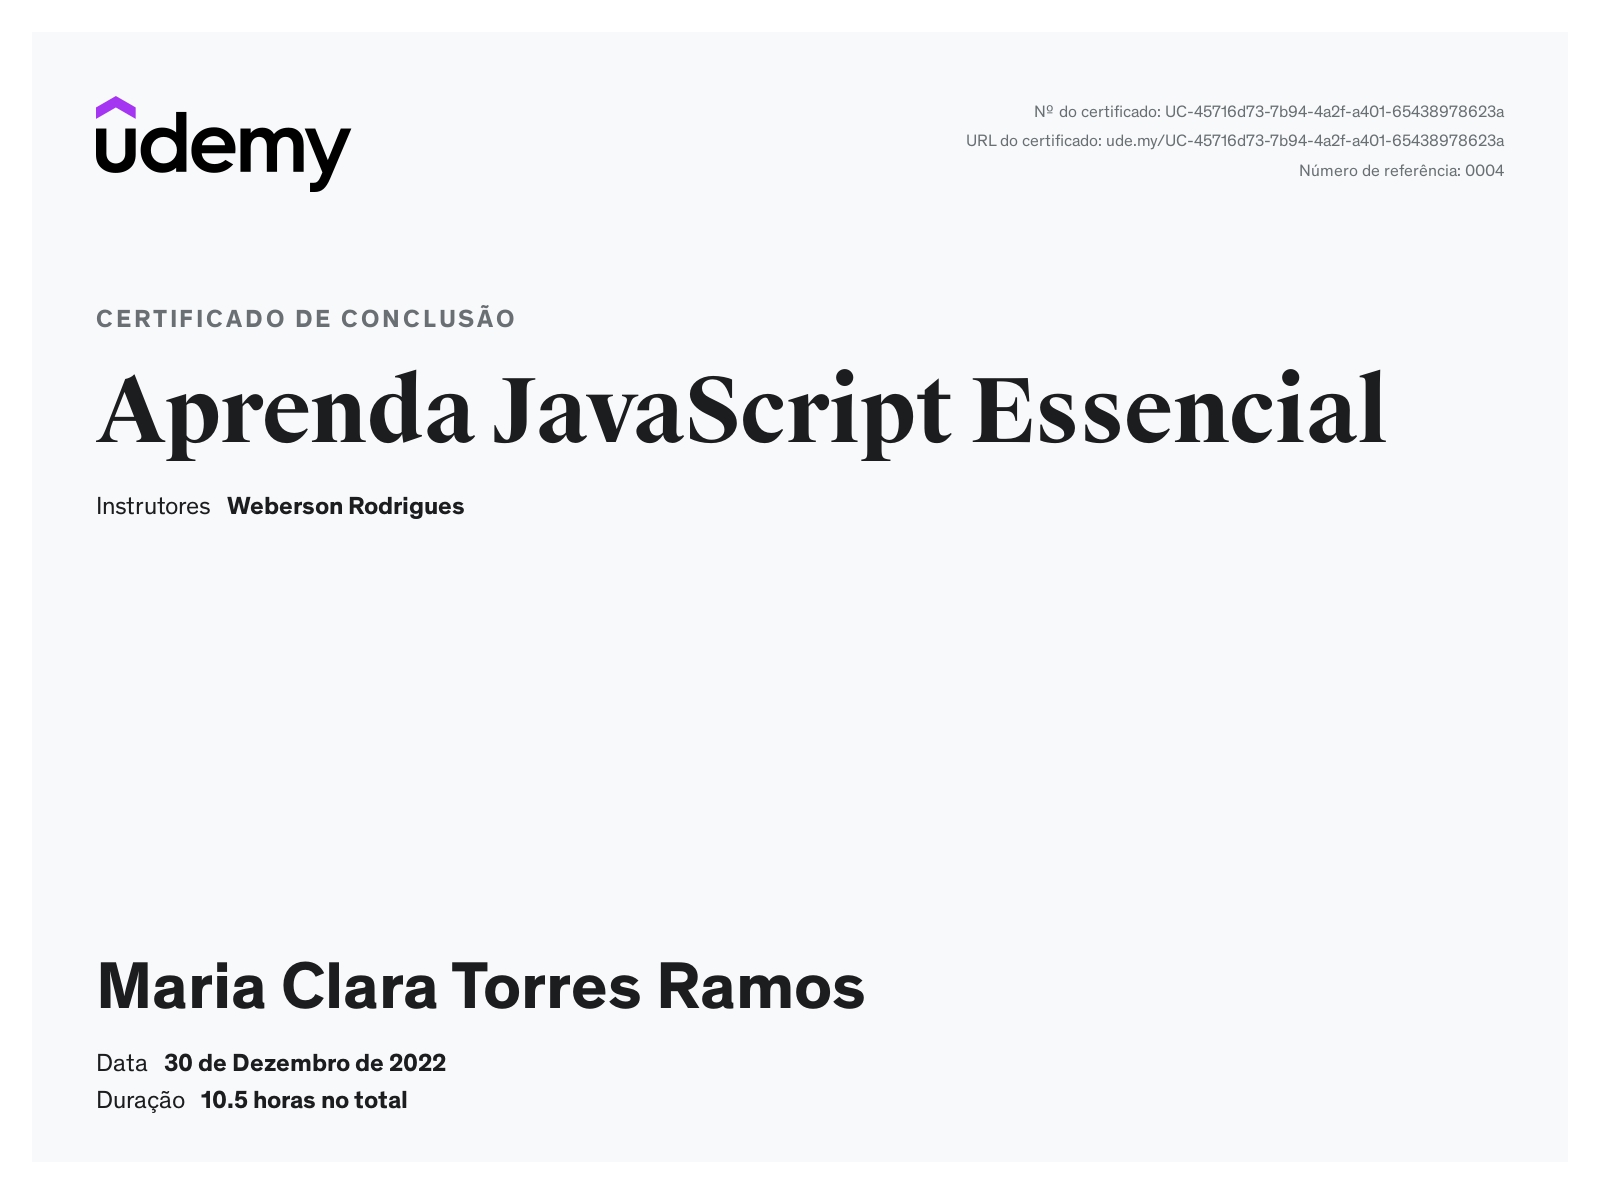 udemy
Nº do certificado: UC-45716d73-7b94-4a2f-a401-65438978623a
URL do certificado: ude.my/UC-45716d73-7b94-4a2f-a401-65438978623a
Número de referência: 0004
CERTIFICADO DE CONCLUSÃO
Aprenda JavaScript Essencial
Instrutores Weberson Rodrigues
Maria Clara Torres Ramos
Data 30 de Dezembro de 2022
Duração 10.5 horas no total